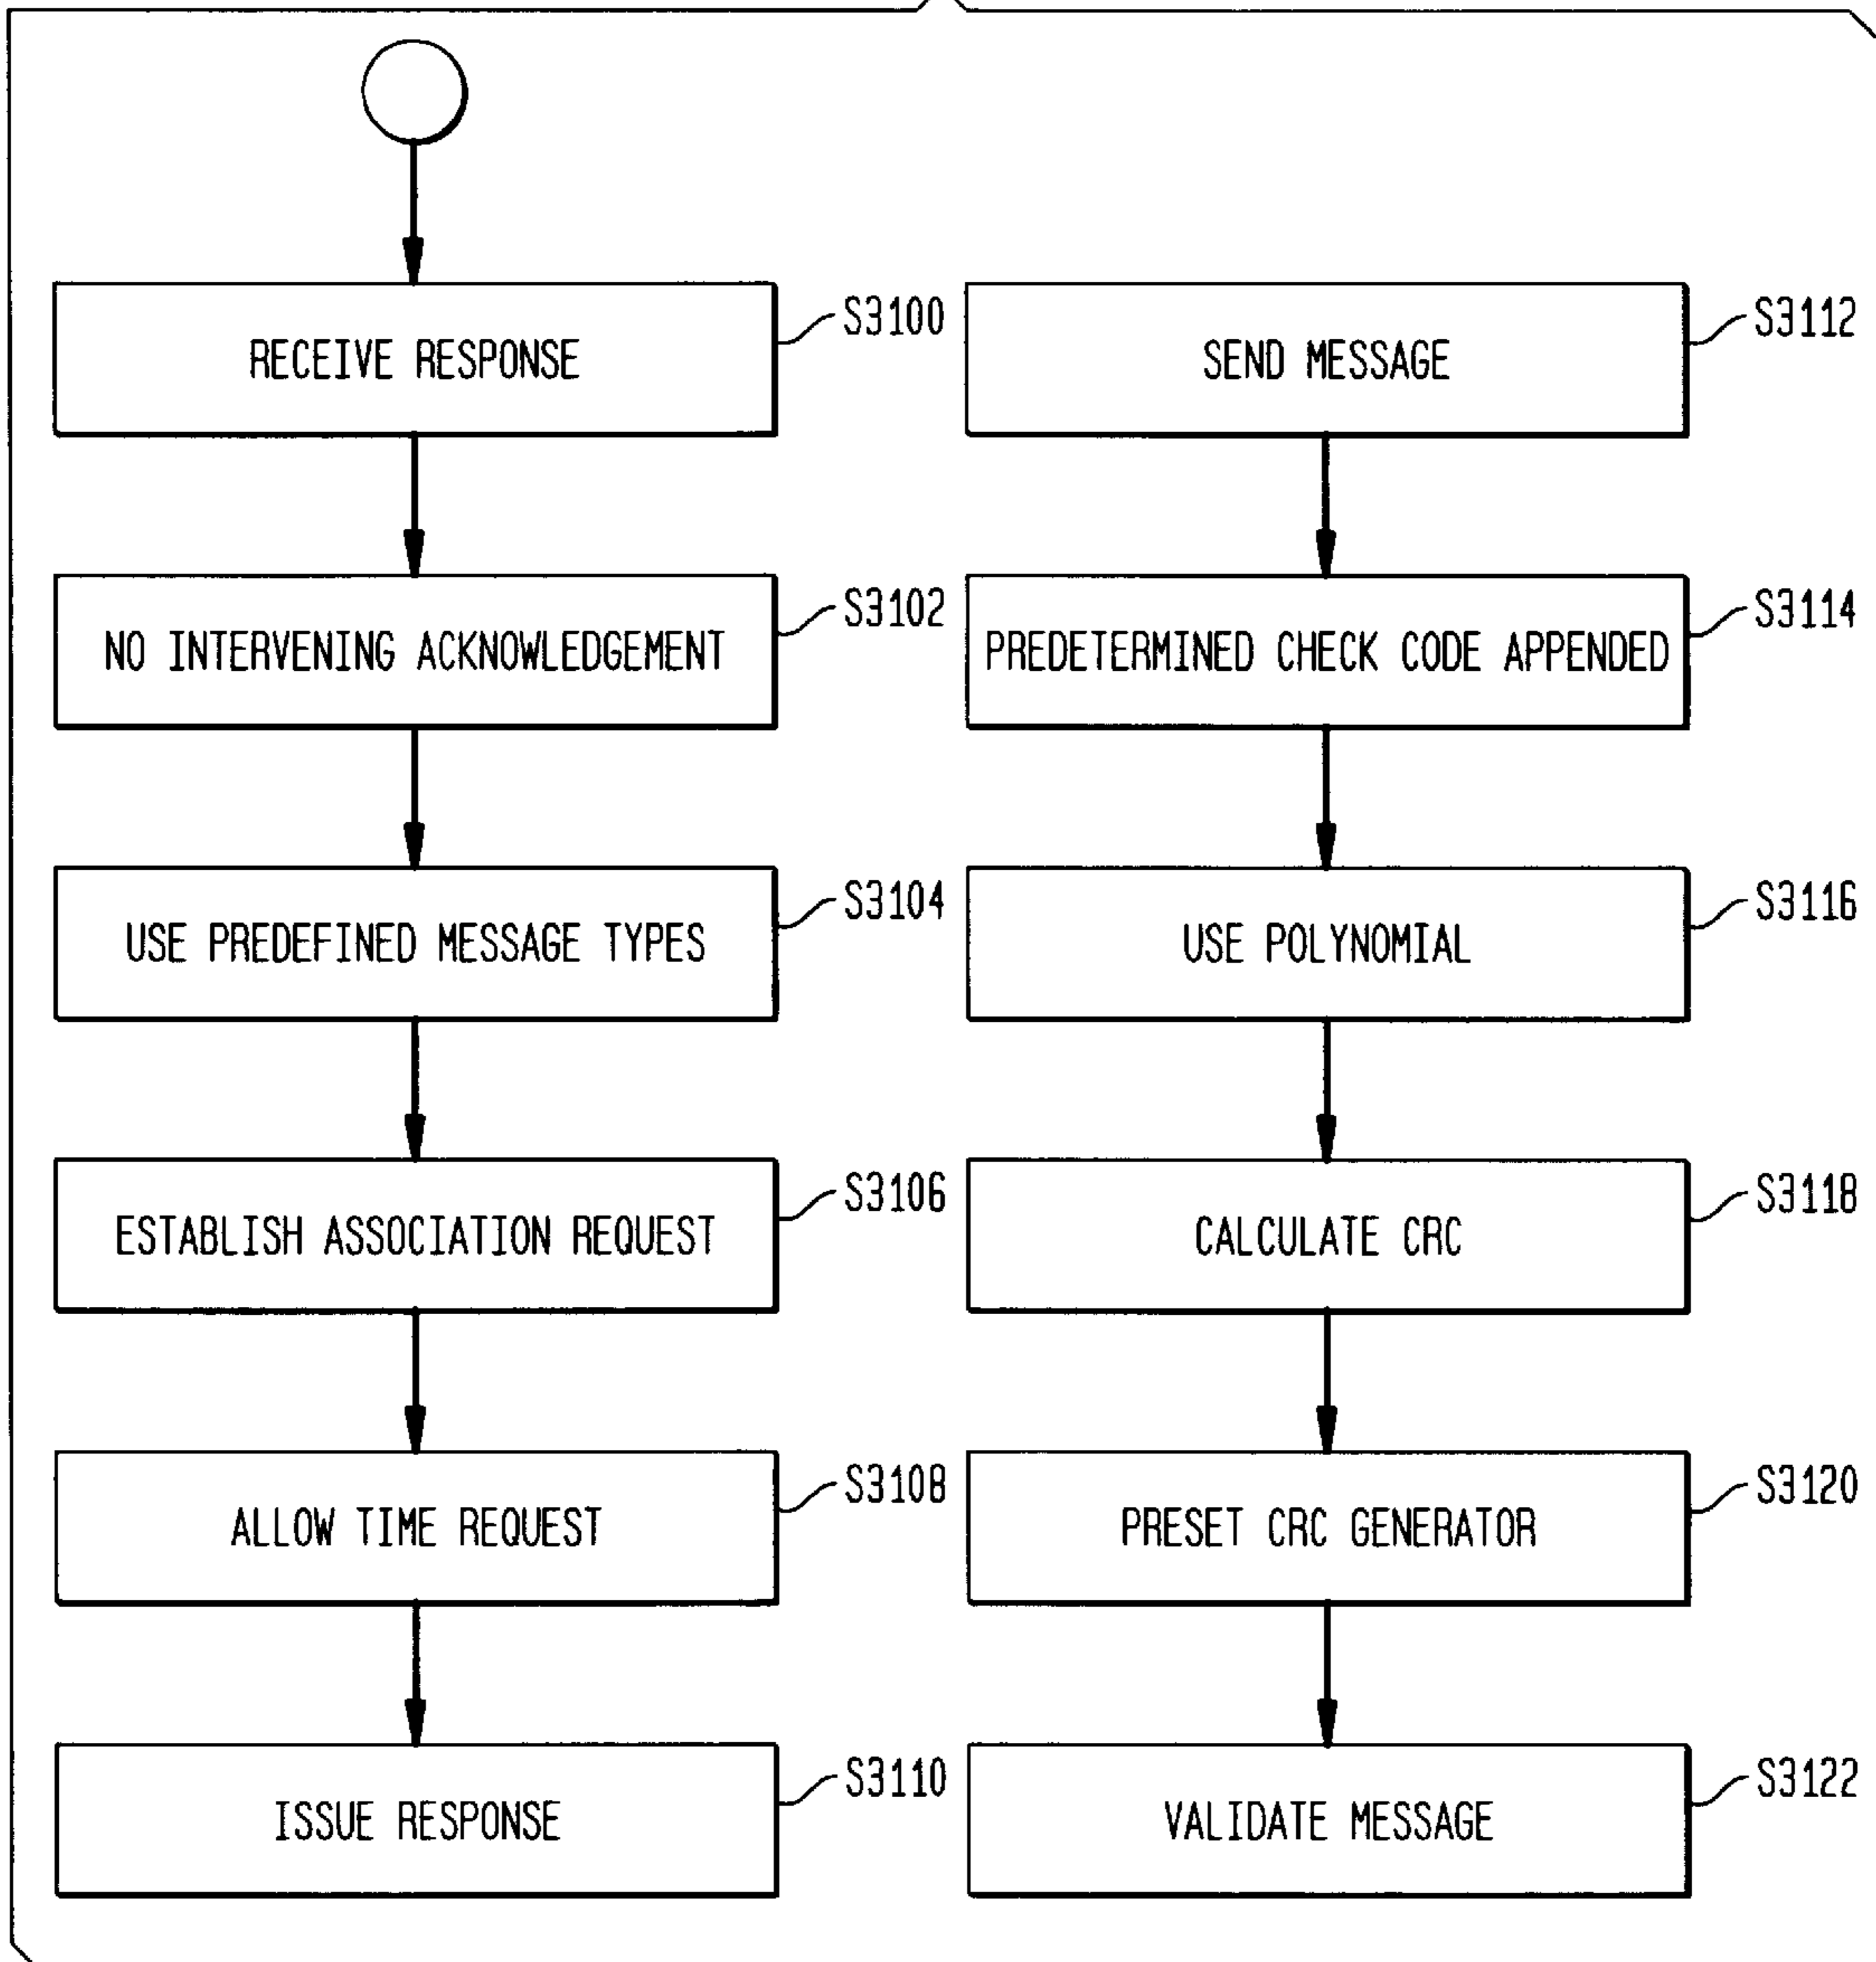 RECEIVE RESPONSE
S3100
NO INTERVENING ACKNOWLEDGEMENT
S3102
USE PREDEFINED MESSAGE TYPES
S3104
ESTABLISH ASSOCIATION REQUEST
S3106
ALLOW TIME REQUEST
S3108
ISSUE RESPONSE
S3110
SEND MESSAGE
S3112
PREDETERMINED CHECK CODE APPENDED
S3114
USE POLYNOMIAL
S3116
CALCULATE CRC
S3118
PRESET CRC GENERATOR
S3120
VALIDATE MESSAGE
S3122